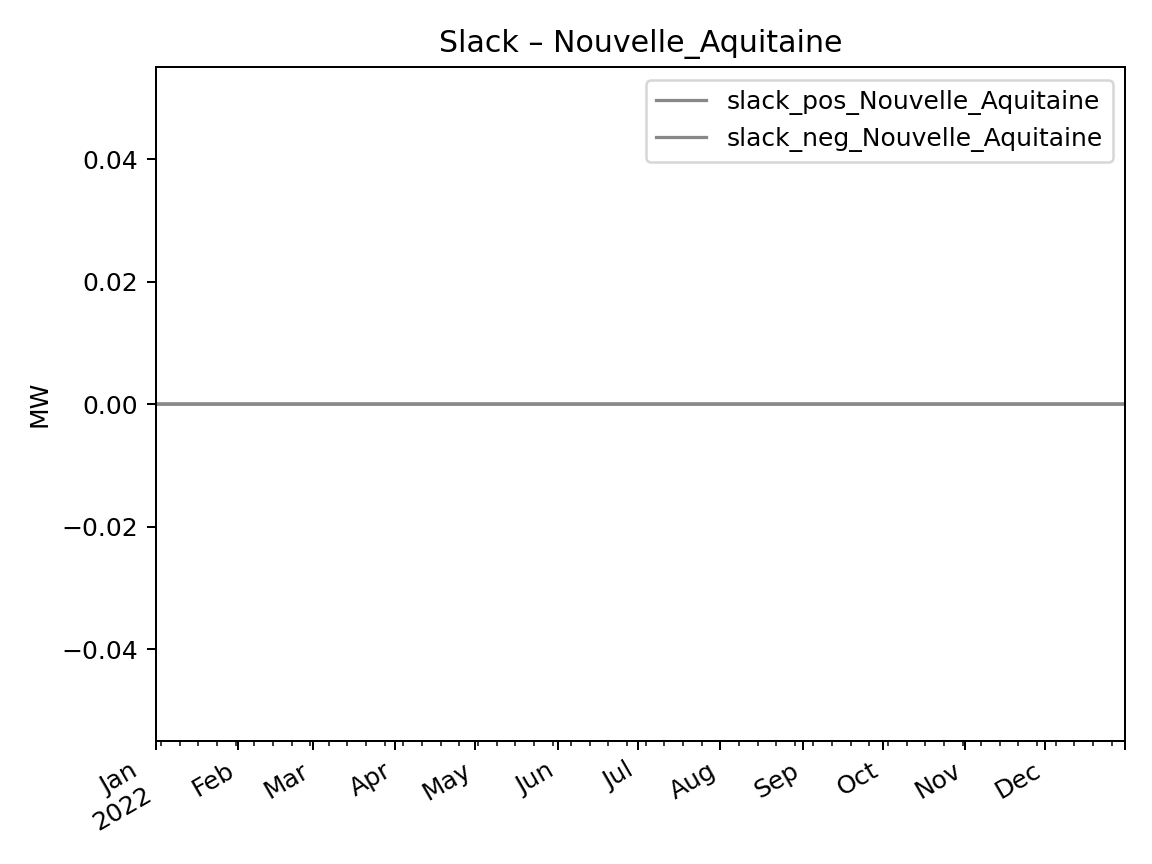 Slack – Nouvelle_Aquitaine
slack_pos_Nouvelle_Aquitaine
slack_neg_Nouvelle_Aquitaine
MW
0.04
0.02
0.00
−0.02
−0.04
Jan
2022
Feb
Mar
Apr
May
Jun
Jul
Aug
Sep
Oct
Nov
Dec